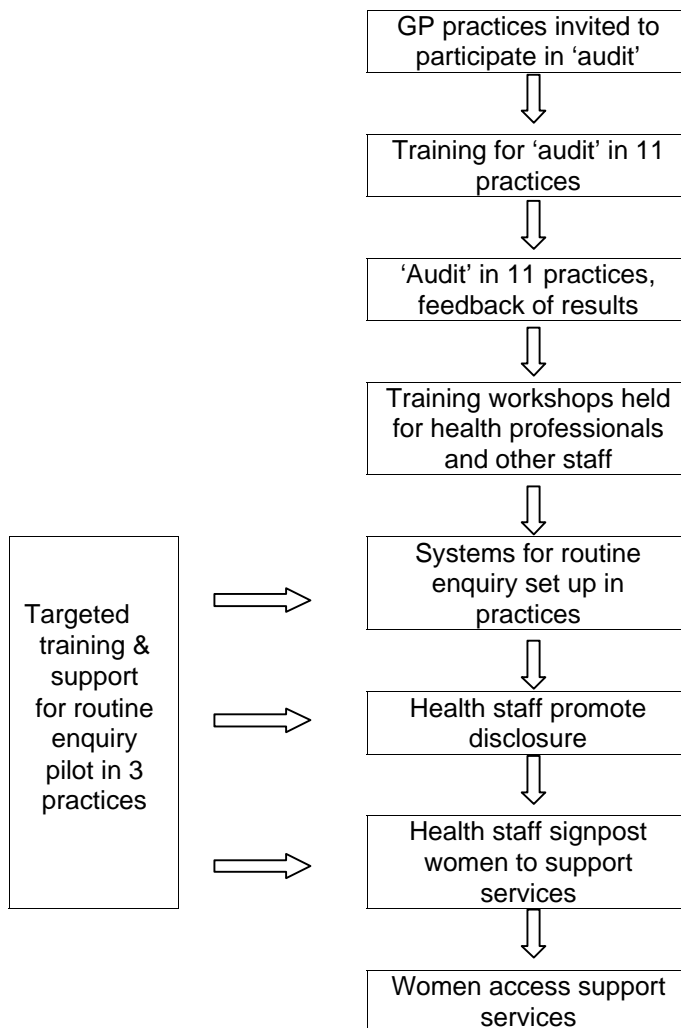 GP practices invited to
participate in ‘audit’
Training for ‘audit’ in 11
practices
‘Audit’ in 11 practices,
feedback of results
Training workshops held
for health professionals
and other staff
Systems for routine
enquiry set up in
practices
Targeted
training &
support
for routine
enquiry
pilot in 3
practices
Health staff promote
disclosure
Health staff signpost
women to support
services
Women access support
services